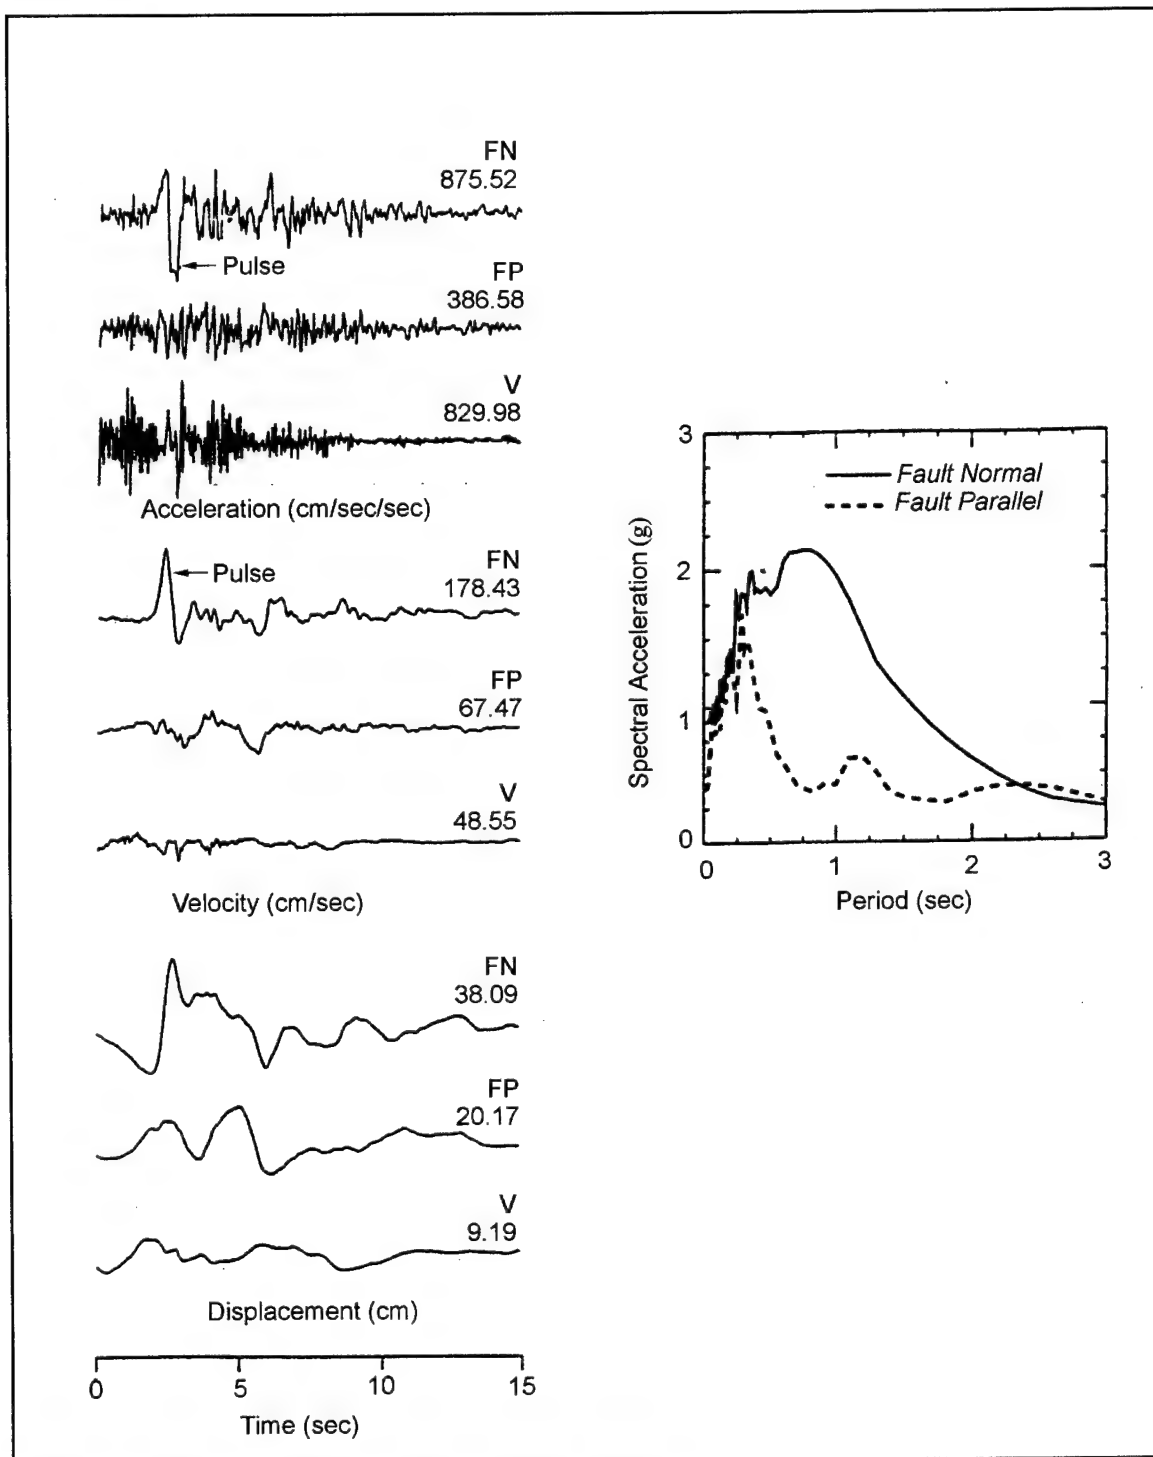 FN
875.52
Pulse
FP
386.58
V
829.98
Acceleration (cm/sec/sec)
FN
178.43
Pulse
FP
67.47
V
48.55
Velocity (cm/sec)
FN
38.09
FP
20.17
V
9.19
Displacement (cm)
0 5 10 15
Time (sec)
3
2
1
0
Spectral Acceleration (g)
Fault Normal
Fault Parallel
0 1 2 3
Period (sec)